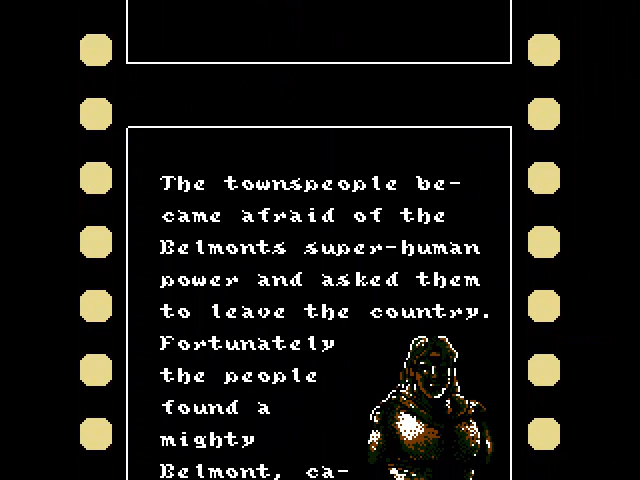 The townspeople be-
came afraid of the
Belmonts super-human
power and asked them
to leave the country.
Fortunately
the people
found a
mighty
Belmont, ca-